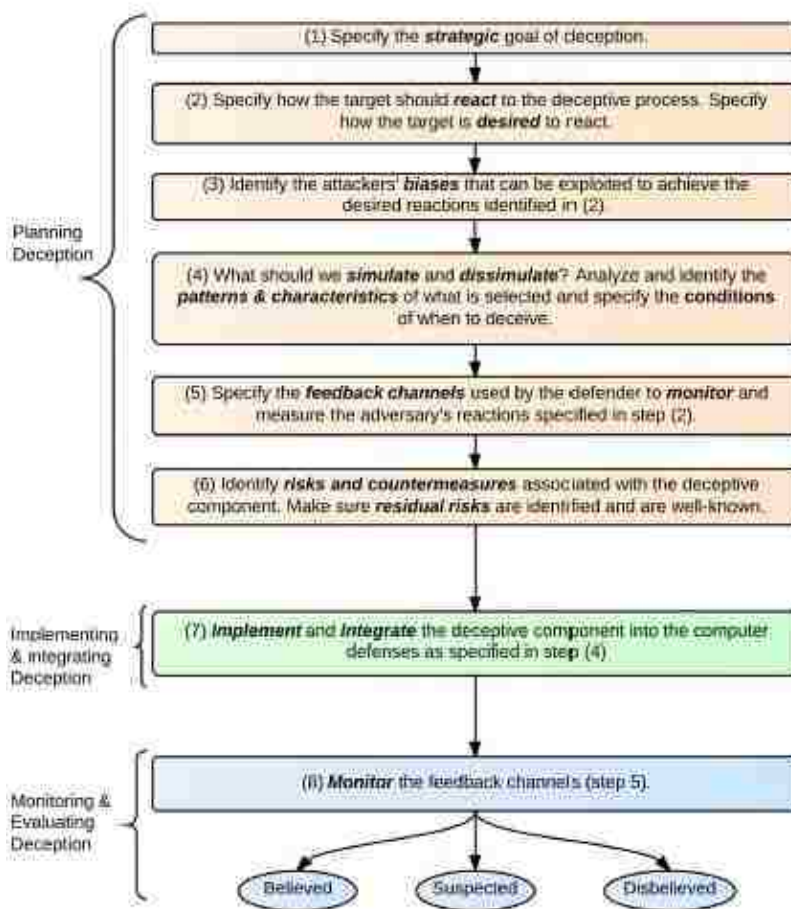 (1) Specify the strategic goal of deception.
(2) Specify how the target should react to the deceptive process. Specify
how the target is desired to react.
(3) Identify the attackers' biases that can be exploited to achieve the
desired reactions identified in (2).
Planning
Deception
(4) What should we simulate and dissimulate? Analyze and identify the
patterns & characteristics of what is selected and specify the conditions
of when to deceive.
(5) Specify the feedback channels used by the defender to monitor and
measure the adversary's reactions specified in step (2).
(6) Identify risks and countermeasures associated with the deceptive
component. Make sure residual risks are identified and are well-known.
Implementing
& integrating
Deception
(7) Implement and Integrate the deceptive component into the computer
defenses as specified in step (4)
Monitoring &
Evaluating
Deception
(8) Monitor the feedback channels (step 5).
Believed
Suspected
Disbelieved